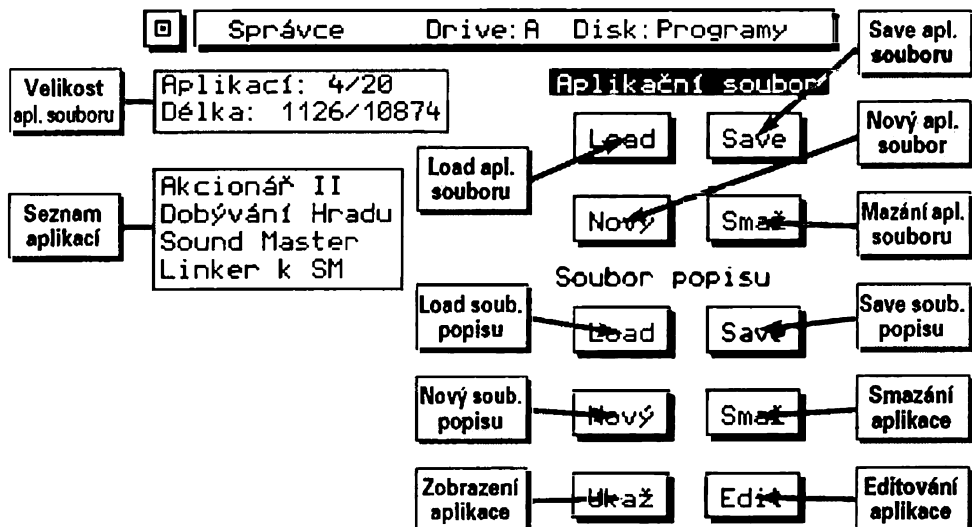 Správce Drive:A Disk:Programy
Save apl.
souboru
Velikost
apl. souboru
Aplikací: 4/20
Délka: 1126/10874
Aplikační soubor
Load
Save
Load apl.
souboru
Nový apl.
soubor
Seznam
aplikací
Akcionář II
Dobývání Hradu
Sound Master
Linker k SM
Nový
Smaž
Mazání apl.
souboru
Soubor popisu
Load soub.
popisu
Load
Save
Save soub.
popisu
Nový soub.
popisu
Nový
Smaž
Smazání
aplikace
Zobrazení
aplikace
Ukaž
Edit
Editování
aplikace